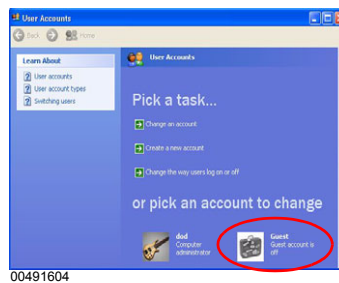 User Accounts
Back Home
Learn About
User accounts
User account types
Switching users
User Accounts
Pick a task...
Change an account
Create a new account
Change the way users log on or off
or pick an account to change
dod
Computer
administrator
Guest
Guest account is
off
00491604